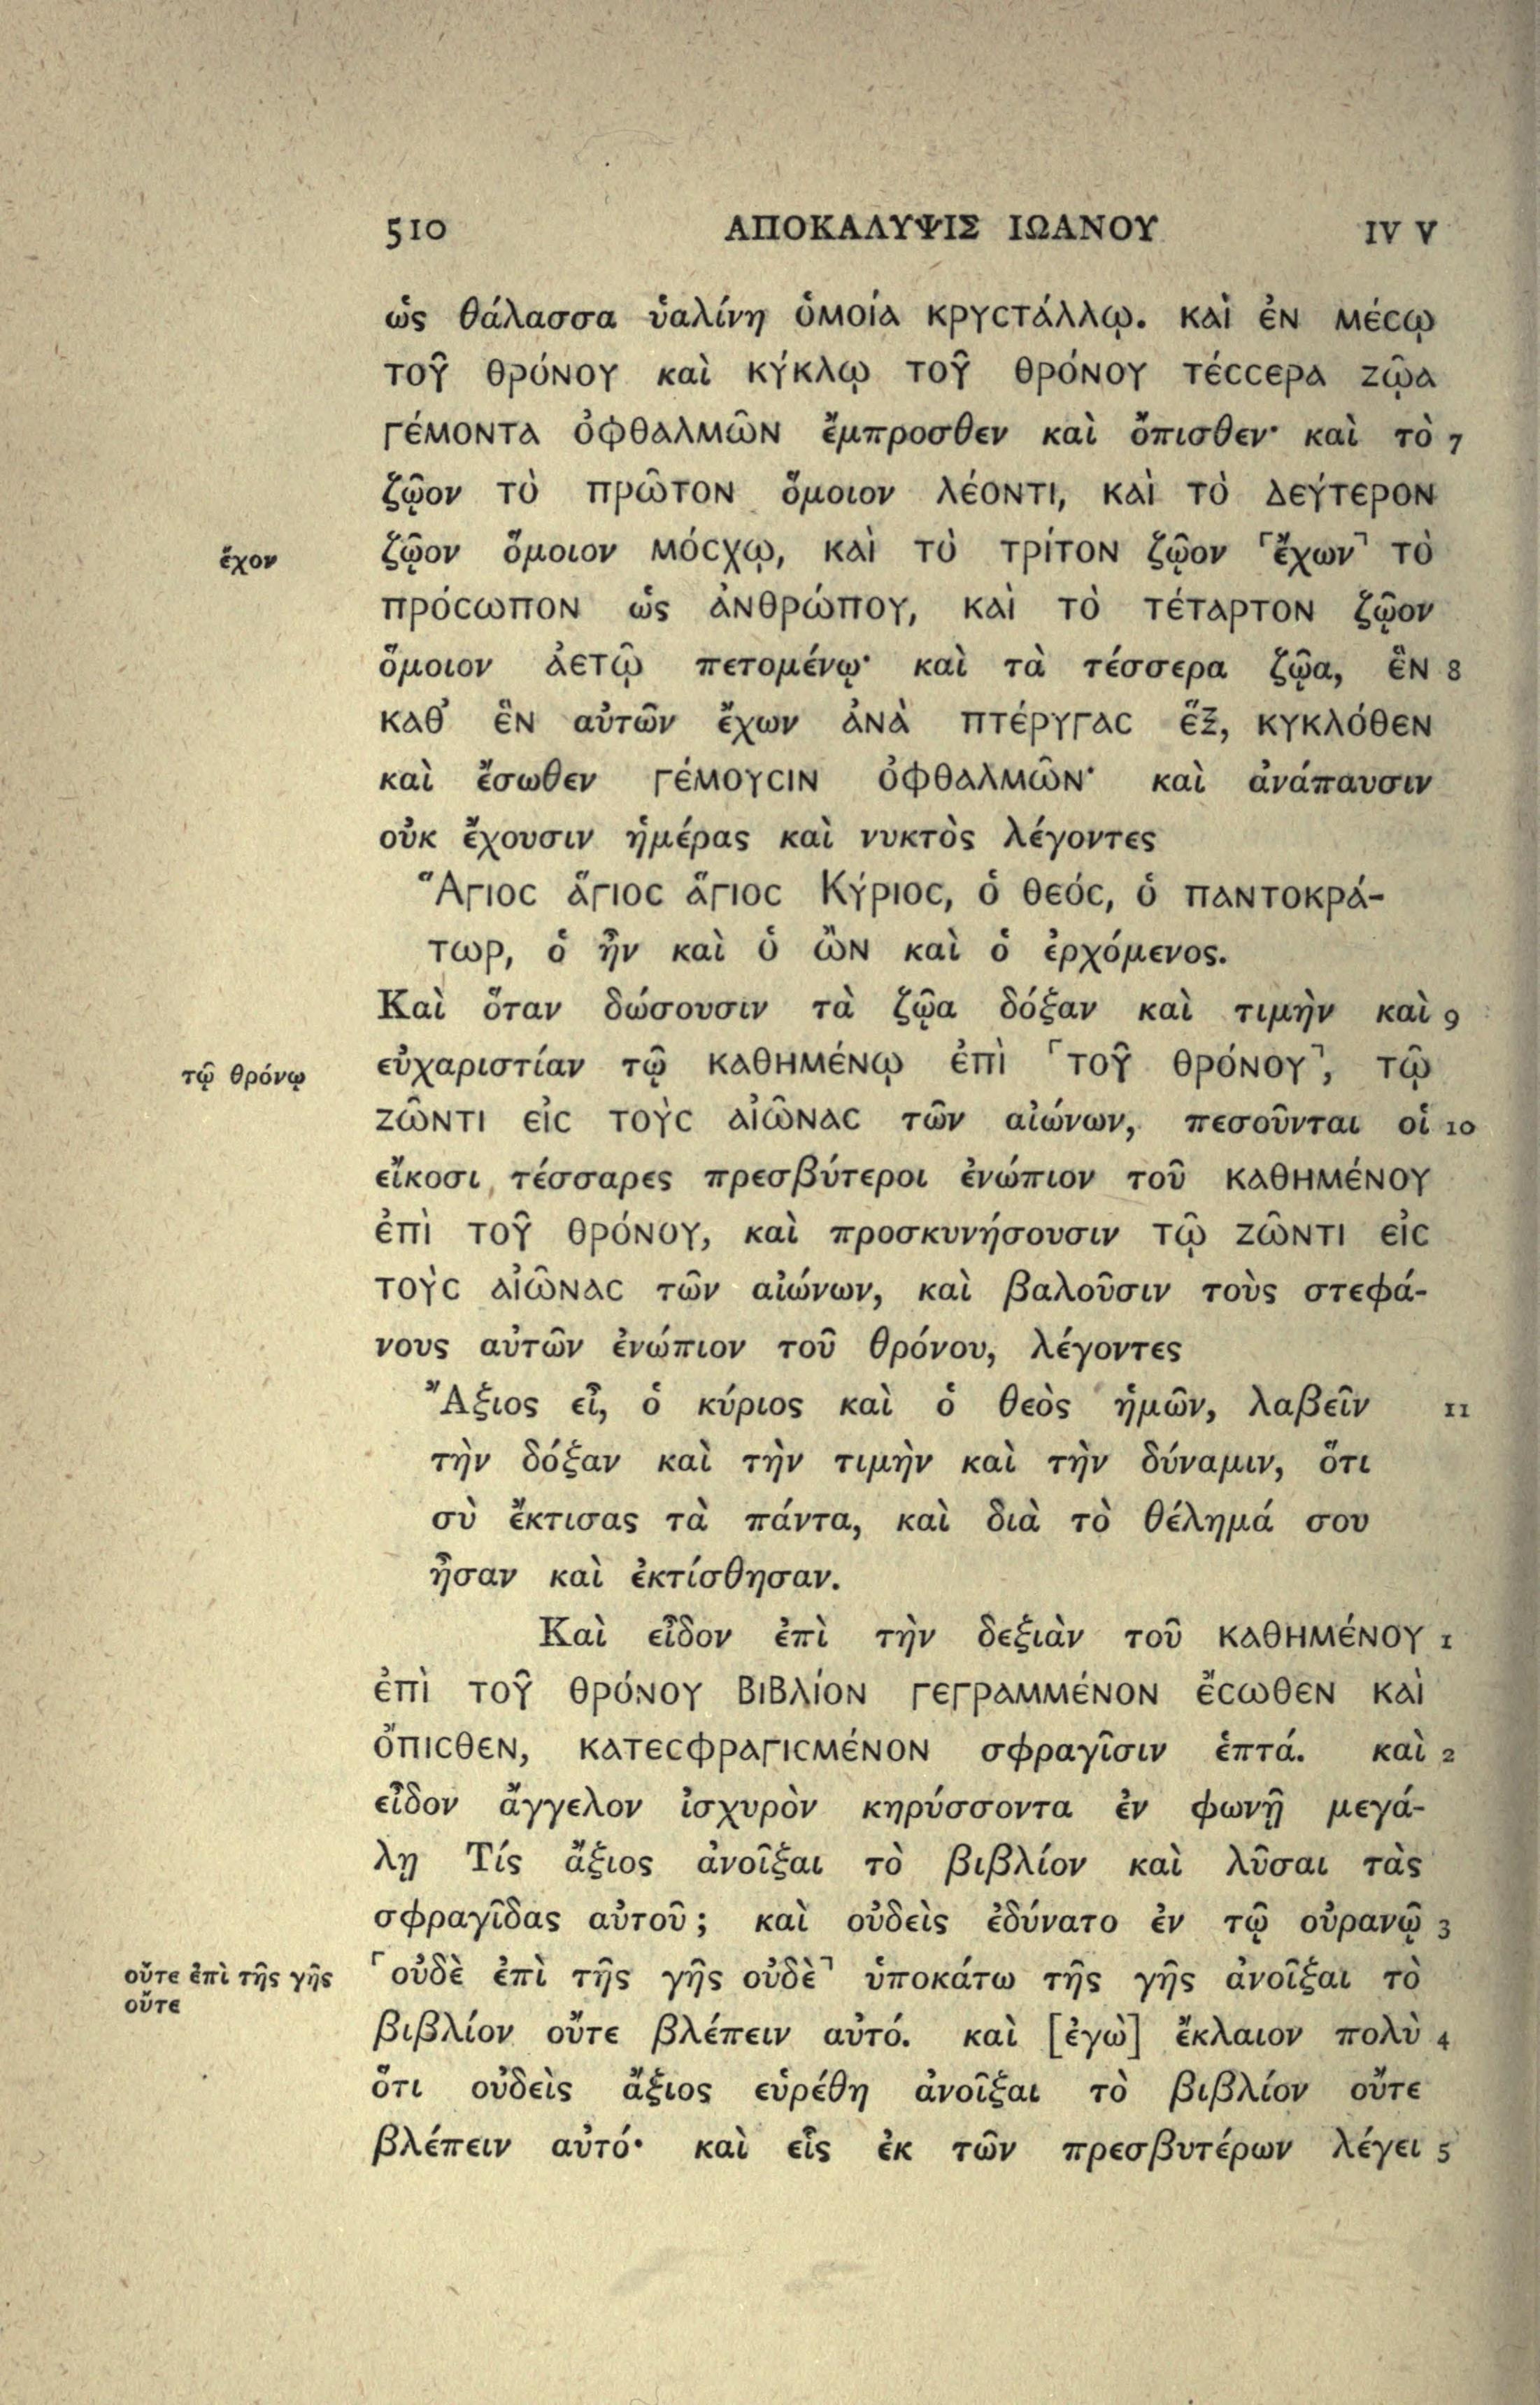 510 ΑΠΟΚΑΛΥΨΙΣ ΙΩΑΝΟΥ IV V
ὡς θάλασσα ὑαλίνη ὁμοία κρυστάλλῳ. καὶ ἐν μέσῳ
τοῦ θρόνου καὶ κύκλῳ τοῦ θρόνου τέσσερα ζῷα
γέμοντα ὀφθαλμῶν ἔμπροσθεν καὶ ὄπισθεν· καὶ τὸ 7
ζῷον τὸ πρῶτον ὅμοιον λέοντι, καὶ τὸ δεύτερον
ἔχον
ζῷον ὅμοιον μόσχῳ, καὶ τὸ τρίτον ζῷον ⌜ἔχων⌝ τὸ
πρόσωπον ὡς ἀνθρώπου, καὶ τὸ τέταρτον ζῷον
ὅμοιον ἀετῷ πετομένῳ· καὶ τὰ τέσσερα ζῷα, ἓν 8
καθ' ἓν αὐτῶν ἔχων ἀνὰ πτέρυγας ἕξ, κυκλόθεν
καὶ ἔσωθεν γέμουσιν ὀφθαλμῶν· καὶ ἀνάπαυσιν
οὐκ ἔχουσιν ἡμέρας καὶ νυκτὸς λέγοντες
Ἅγιος ἅγιος ἅγιος Κύριος, ὁ θεός, ὁ παντοκρά-
τωρ, ὁ ἦν καὶ ὁ ὢν καὶ ὁ ἐρχόμενος.
Καὶ ὅταν δώσουσιν τὰ ζῷα δόξαν καὶ τιμὴν καὶ 9
τῷ θρόνῳ
εὐχαριστίαν τῷ καθημένῳ ἐπὶ ⌜τοῦ θρόνου⌝, τῷ
ζῶντι εἰς τοὺς αἰῶνας τῶν αἰώνων, πεσοῦνται οἱ 10
εἴκοσι τέσσαρες πρεσβύτεροι ἐνώπιον τοῦ καθημένου
ἐπὶ τοῦ θρόνου, καὶ προσκυνήσουσιν τῷ ζῶντι εἰς
τοὺς αἰῶνας τῶν αἰώνων, καὶ βαλοῦσιν τοὺς στεφά-
νους αὐτῶν ἐνώπιον τοῦ θρόνου, λέγοντες
Ἄξιος εἶ, ὁ κύριος καὶ ὁ θεὸς ἡμῶν, λαβεῖν 11
τὴν δόξαν καὶ τὴν τιμὴν καὶ τὴν δύναμιν, ὅτι
σὺ ἔκτισας τὰ πάντα, καὶ διὰ τὸ θέλημά σου
ἦσαν καὶ ἐκτίσθησαν.
Καὶ εἶδον ἐπὶ τὴν δεξιὰν τοῦ καθημένου 1
ἐπὶ τοῦ θρόνου βιβλίον γεγραμμένον ἔσωθεν καὶ
ὄπισθεν, κατεσφραγισμένον σφραγῖσιν ἑπτά. καὶ 2
εἶδον ἄγγελον ἰσχυρὸν κηρύσσοντα ἐν φωνῇ μεγά-
λῃ Τίς ἄξιος ἀνοῖξαι τὸ βιβλίον καὶ λῦσαι τὰς
σφραγῖδας αὐτοῦ; καὶ οὐδεὶς ἐδύνατο ἐν τῷ οὐρανῷ 3
οὔτε ἐπὶ τῆς γῆς
οὔτε
⌜οὐδὲ ἐπὶ τῆς γῆς οὐδὲ⌝ ὑποκάτω τῆς γῆς ἀνοῖξαι τὸ
βιβλίον οὔτε βλέπειν αὐτό. καὶ [ἐγὼ] ἔκλαιον πολὺ 4
ὅτι οὐδεὶς ἄξιος εὑρέθη ἀνοῖξαι τὸ βιβλίον οὔτε
βλέπειν αὐτό· καὶ εἷς ἐκ τῶν πρεσβυτέρων λέγει 5